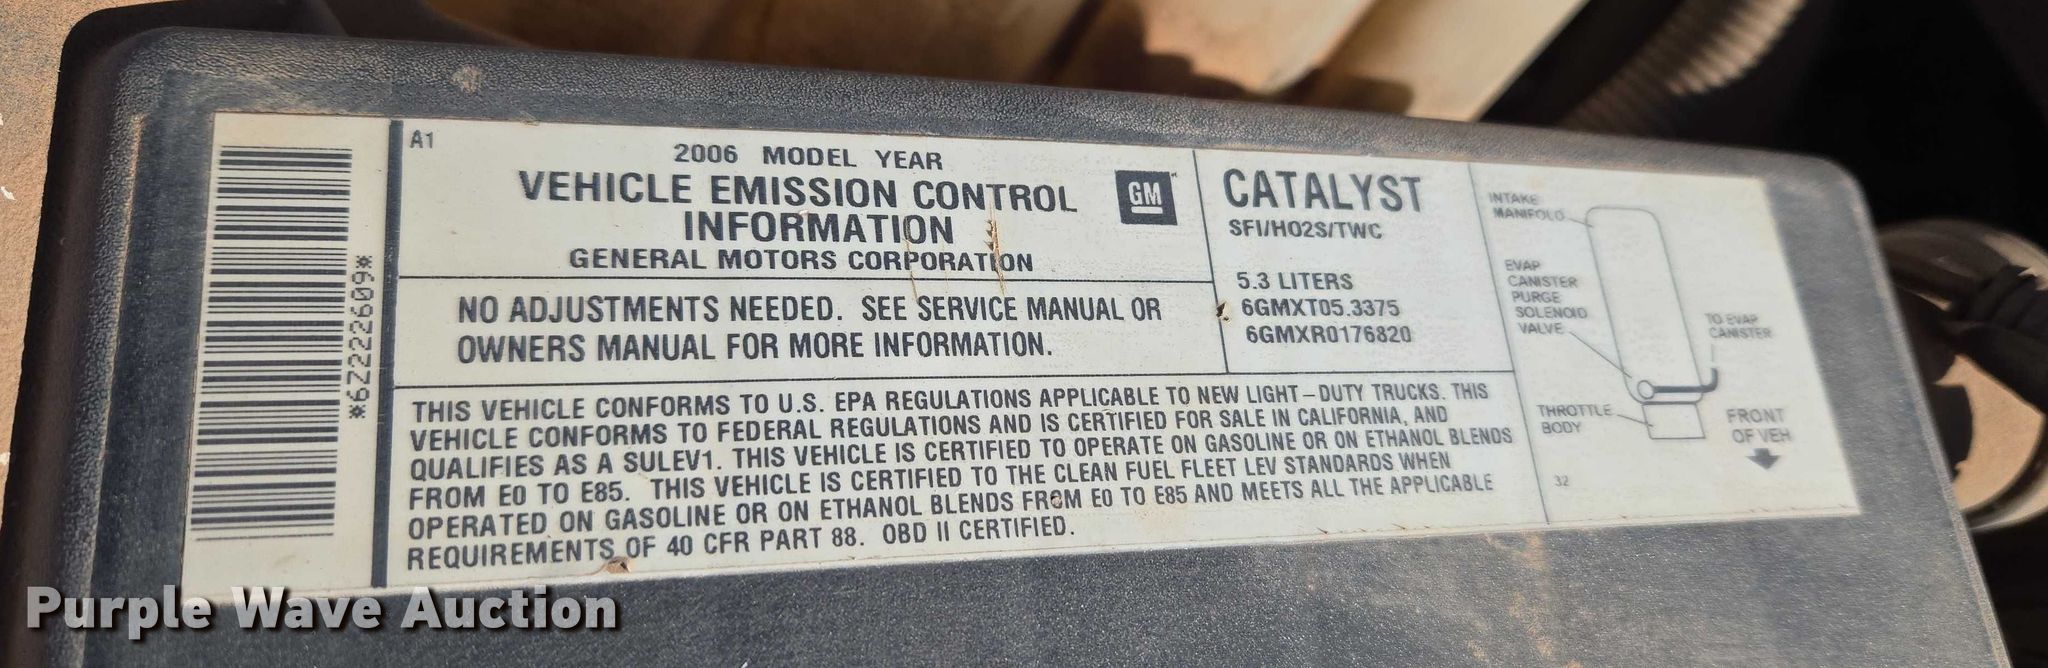 A1
2006 MODEL YEAR
VEHICLE EMISSION CONTROL
INFORMATION
GENERAL MOTORS CORPORATION
GM
NO ADJUSTMENTS NEEDED. SEE SERVICE MANUAL OR
OWNERS MANUAL FOR MORE INFORMATION.
CATALYST
SFI/HO2S/TWC
5.3 LITERS
6GMXT05.3375
6GMXR0176820
THIS VEHICLE CONFORMS TO U.S. EPA REGULATIONS APPLICABLE TO NEW LIGHT-DUTY TRUCKS. THIS
VEHICLE CONFORMS TO FEDERAL REGULATIONS AND IS CERTIFIED FOR SALE IN CALIFORNIA, AND
QUALIFIES AS A SULEV1. THIS VEHICLE IS CERTIFIED TO OPERATE ON GASOLINE OR ON ETHANOL BLENDS
FROM E0 TO E85. THIS VEHICLE IS CERTIFIED TO THE CLEAN FUEL FLEET LEV STANDARDS WHEN
OPERATED ON GASOLINE OR ON ETHANOL BLENDS FROM E0 TO E85 AND MEETS ALL THE APPLICABLE
REQUIREMENTS OF 40 CFR PART 88. OBD II CERTIFIED.
INTAKE
MANIFOLD
EVAP
CANISTER
PURGE
SOLENOID
VALVE
TO EVAP
CANISTER
THROTTLE
BODY
FRONT
OF VEH
32
*6Z222609*
Purple Wave Auction